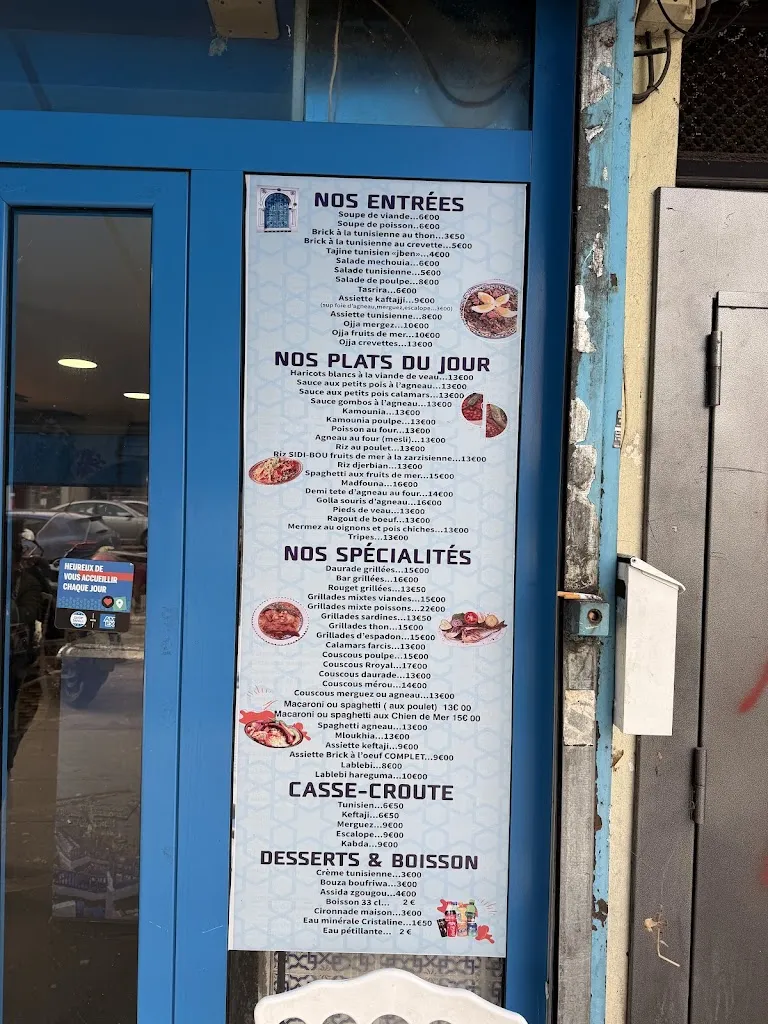 NOS ENTRÉES
Soupe de viande...6€00
Soupe de poisson..6€00
Brick à la tunisienne au thon...3€50
Brick à la tunisienne au crevette...5€00
Tajine tunisien «jben»...4€00
Salade mechouia...6€00
Salade tunisienne...5€00
Salade de poulpe...8€00
Tasrira...6€00
Assiette kaftajji...9€00
(sup foie d'agneau,merguez,escalope...3€00)
Assiette tunisienne...8€00
Ojja mergez...10€00
Ojja fruits de mer...10€00
Ojja crevettes...13€00
NOS PLATS DU JOUR
Haricots blancs à la viande de veau...13€00
Sauce aux petits pois à l'agneau...13€00
Sauce aux petits pois calamars...13€00
Sauce gombos à l'agneau...13€00
Kamounia...13€00
Kamounia poulpe...13€00
Poisson au four...13€00
Agneau au four (mesli)...13€00
Riz au poulet...13€00
Riz SIDI-BOU fruits de mer à la zarzisienne...13€00
Riz djerbian...13€00
Spaghetti aux fruits de mer...15€00
Madfouna...16€00
Demi tete d'agneau au four...14€00
Golla souris d'agneau...16€00
Pieds de veau...13€00
Ragout de boeuf...13€00
Mermez au oignons et pois chiches...13€00
Tripes...13€00
NOS SPÉCIALITÉS
Daurade grillées...15€00
Bar grillées...16€00
Rouget grillées...13€50
Grillades mixtes viandes...15€00
Grillades mixte poissons...22€00
Grillades sardines...13€50
Grillades thon...15€00
Grillades d'espadon...15€00
Calamars farcis...13€00
Couscous poulpe...15€00
Couscous Rroyal...17€00
Couscous daurade...13€00
Couscous mérou...14€00
Couscous merguez ou agneau...13€00
Macaroni ou spaghetti ( aux poulet) 13€ 00
Macaroni ou spaghetti aux Chien de Mer 15€ 00
Spaghetti agneau...13€00
Mloukhia...13€00
Assiette keftaji...9€00
Assiette Brick à l'oeuf COMPLET...9€00
Lablebi...8€00
Lablebi hareguma...10€00
CASSE-CROUTE
Tunisien...6€50
Keftaji...6€50
Merguez...9€00
Escalope...9€00
Kabda...9€00
DESSERTS & BOISSON
Crème tunisienne...3€00
Bouza boufriwa...3€00
Assida zgougou...4€00
Boisson 33 cl... 2 €
Cironnade maison...3€00
Eau minérale Cristaline...1€50
Eau pétillante... 2 €
HEUREUX DE
VOUS ACCUEILLIR
CHAQUE JOUR